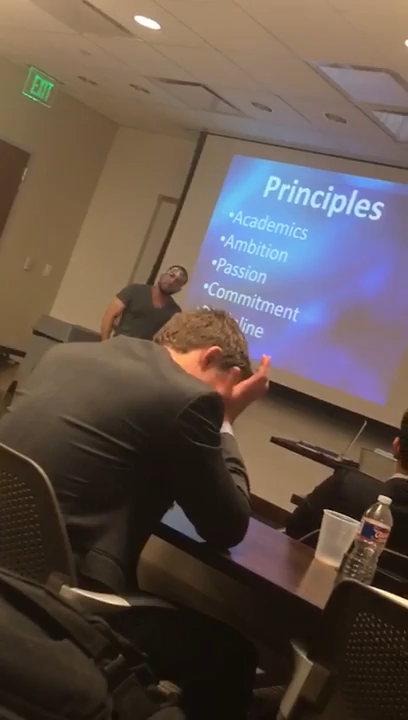 EXIT
Principles
•Academics
•Ambition
•Passion
•Commitment